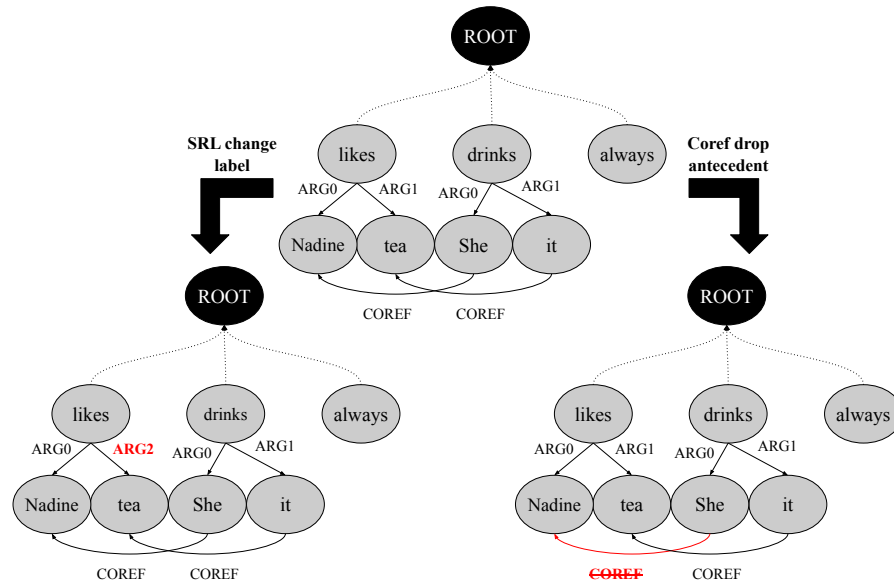 ROOT
SRL change
label
Coref drop
antecedent
likes
drinks
always
ARG0
ARG1
ARG0
ARG1
Nadine
tea
She
it
COREF
COREF
ROOT
likes
drinks
always
ARG0
ARG2
ARG0
ARG1
Nadine
tea
She
it
COREF
COREF
ROOT
likes
drinks
always
ARG0
ARG1
ARG0
ARG1
Nadine
tea
She
it
COREF
COREF